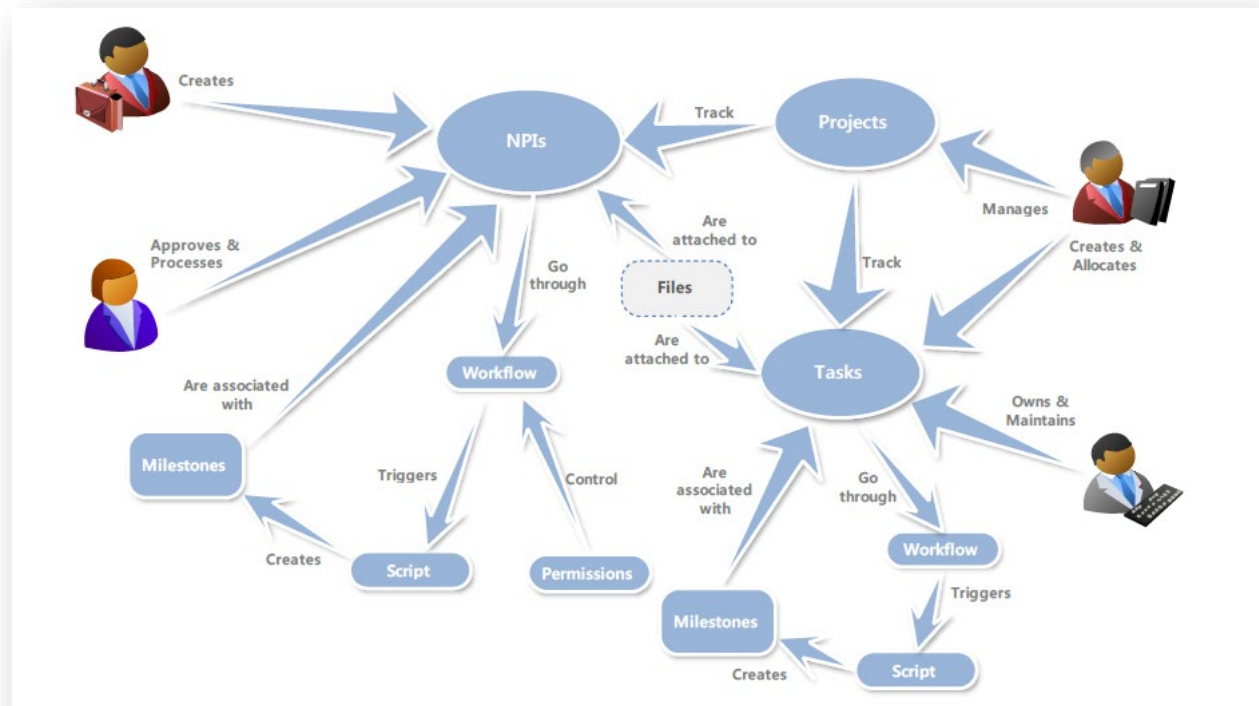 Creates
NPIs
Track
Projects
Manages
Creates &
Allocates
Approves &
Processes
Are
attached to
Go
through
Files
Track
Are
attached to
Workflow
Tasks
Are associated
with
Owns &
Maintains
Milestones
Triggers
Control
Are
associated
with
Go
through
Creates
Script
Permissions
Workflow
Triggers
Milestones
Creates
Script